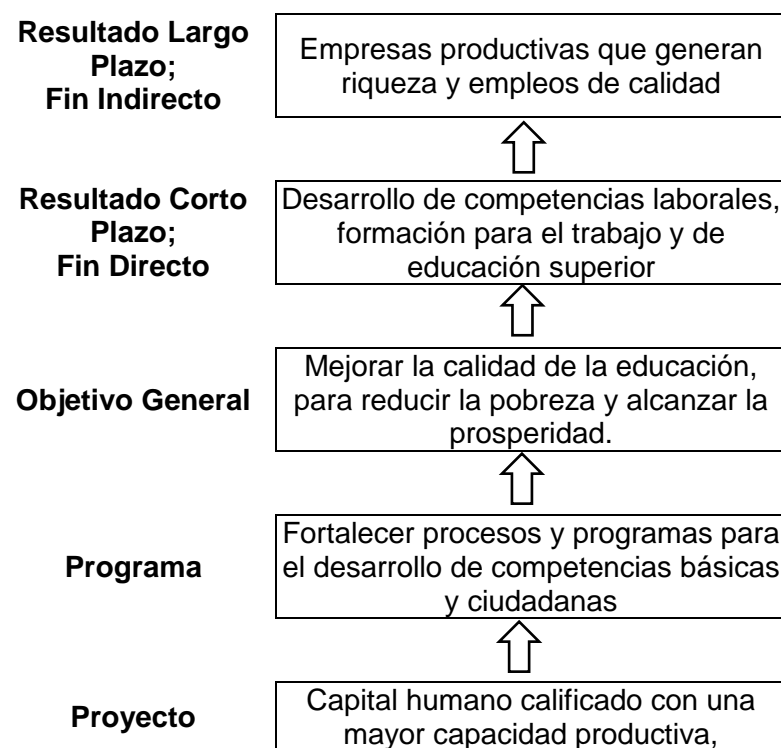 Resultado Largo
Plazo;
Fin Indirecto
Empresas productivas que generan
riqueza y empleos de calidad
Resultado Corto
Plazo;
Fin Directo
Desarrollo de competencias laborales,
formación para el trabajo y de
educación superior
Objetivo General
Mejorar la calidad de la educación,
para reducir la pobreza y alcanzar la
prosperidad.
Programa
Fortalecer procesos y programas para
el desarrollo de competencias básicas
y ciudadanas
Proyecto
Capital humano calificado con una
mayor capacidad productiva,